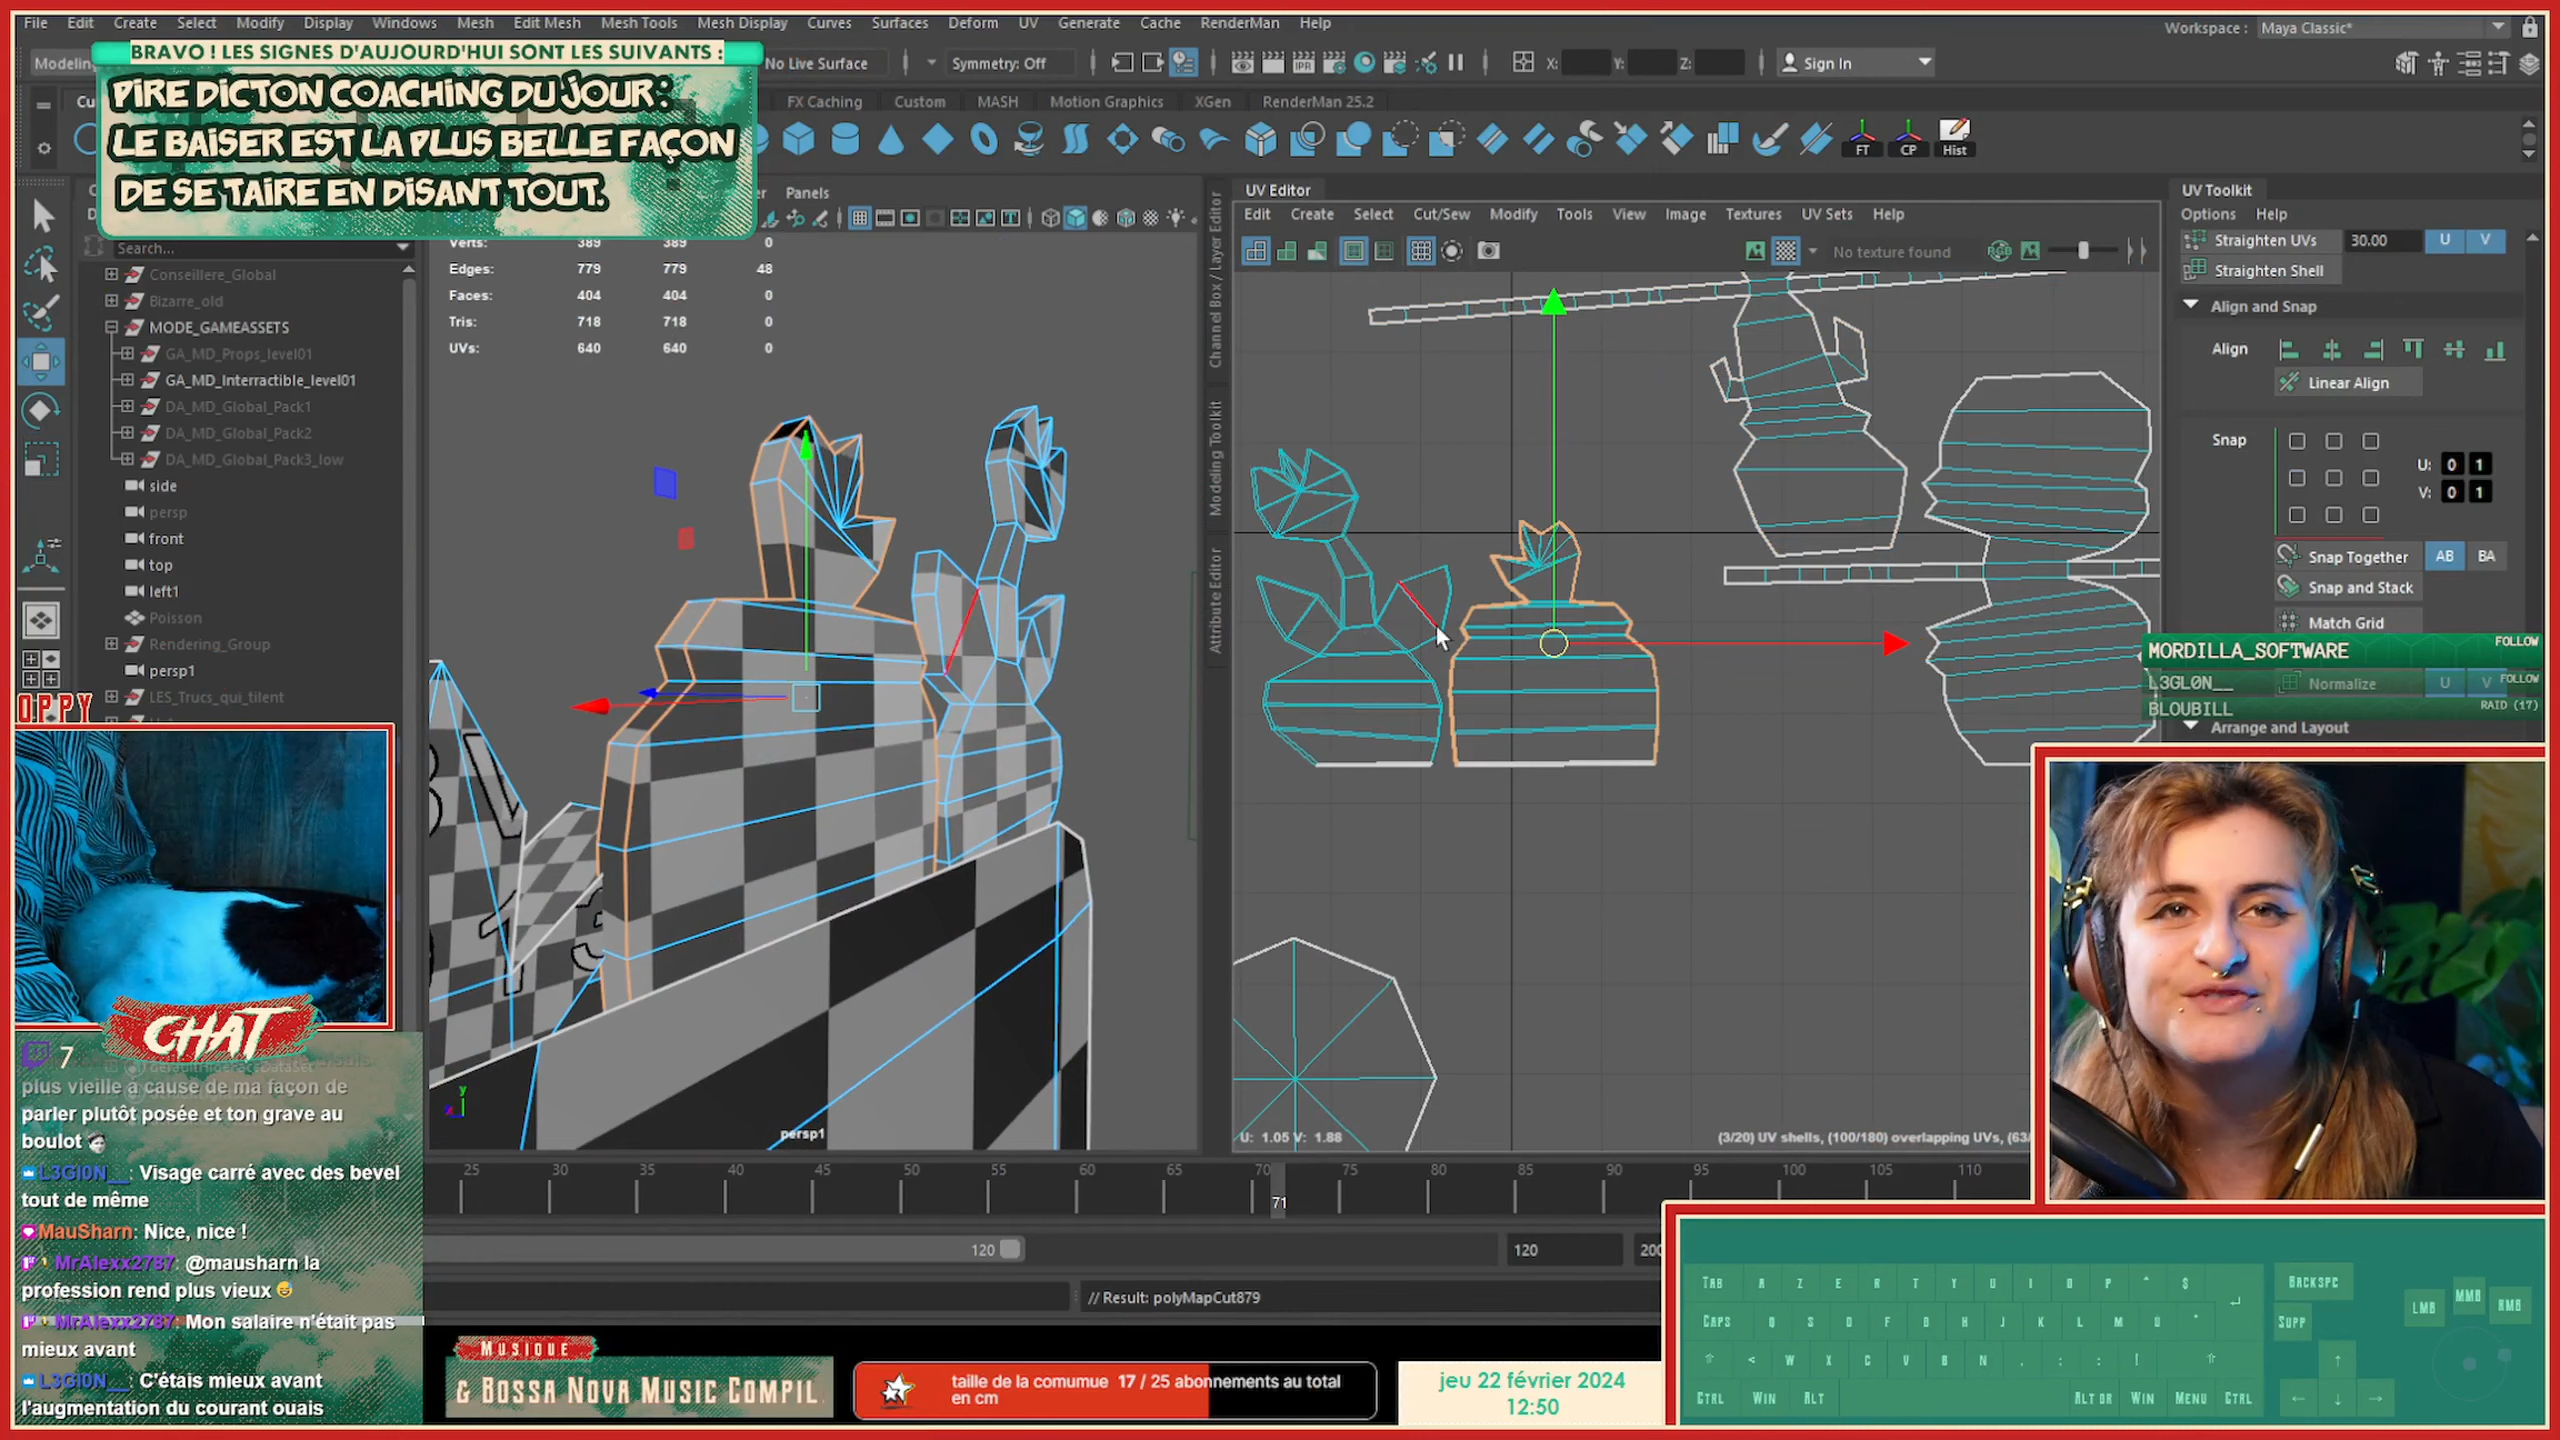 File Edit Create Select Modify Display Windows Mesh Edit Mesh Mesh Tools Mesh Display Curves Surfaces Deform UV Generate Cache RenderMan Help
Workspace : Maya Classic*
BRAVO ! LES SIGNES D'AUJOURD'HUI SONT LES SUIVANTS :
PIRE DICTON COACHING DU JOUR :
LE BAISER EST LA PLUS BELLE FAÇON
DE SE TAIRE EN DISANT TOUT.
No Live Surface
Symmetry: Off
X:
Y:
Z:
Sign In
FX Caching Custom MASH Motion Graphics XGen RenderMan 25.2
FT CP Hist
Panels
Search...
Conseillere_Global
Bizarre_old
MODE_GAMEASSETS
GA_MD_Props_level01
GA_MD_Interractible_level01
DA_MD_Global_Pack1
DA_MD_Global_Pack2
DA_MD_Global_Pack3_low
side
persp
front
top
left1
Poisson
Rendering_Group
persp1
LES_Trucs_qui_tilent
Verts: 389 389 0
Edges: 779 779 48
Faces: 404 404 0
Tris: 718 718 0
UVs: 640 640 0
persp1
Channel Box / Layer Editor
Modeling Toolkit
Attribute Editor
UV Editor
Edit Create Select Cut/Sew Modify Tools View Image Textures UV Sets Help
No texture found
U: 1.05 V: 1.88
(3/20) UV shells, (100/180) overlapping UVs, (63/
UV Toolkit
Options Help
Straighten UVs 30.00 U V
Straighten Shell
Align and Snap
Align
Linear Align
Snap
U: 0 1
V: 0 1
Snap Together AB BA
Snap and Stack
Match Grid
Normalize U V
Arrange and Layout
MORDILLA_SOFTWARE FOLLOW
L3GL0N__ FOLLOW
BLOUBILL RAID (17)
OPPY
CHAT
7
plus vieille à cause de ma façon de
parler plutôt posée et ton grave au
boulot
L3Gl0N__: Visage carré avec des bevel
tout de même
MauSharn: Nice, nice !
MrAlexx2787: @mausharn la
profession rend plus vieux
MrAlexx2787: Mon salaire n'était pas
mieux avant
L3Gl0N__: C'étais mieux avant
l'augmentation du courant ouais
25 30 35 40 45 50 55 60 65 70 75 80 85 90 95 100 105 110
71
120
120
200
// Result: polyMapCut879
MUSIQUE
& BOSSA NOVA MUSIC COMPIL
taille de la comumue 17 / 25 abonnements au total
en cm
jeu 22 février 2024
12:50
TAB A Z E R T Y U I O P ^ $
BACKSPC
CAPS Q S D F G H J K L M Ù *
SUPP
< W X C V B N , ; : !
CTRL WIN ALT ALT GR WIN MENU CTRL
LMB MMB RMB